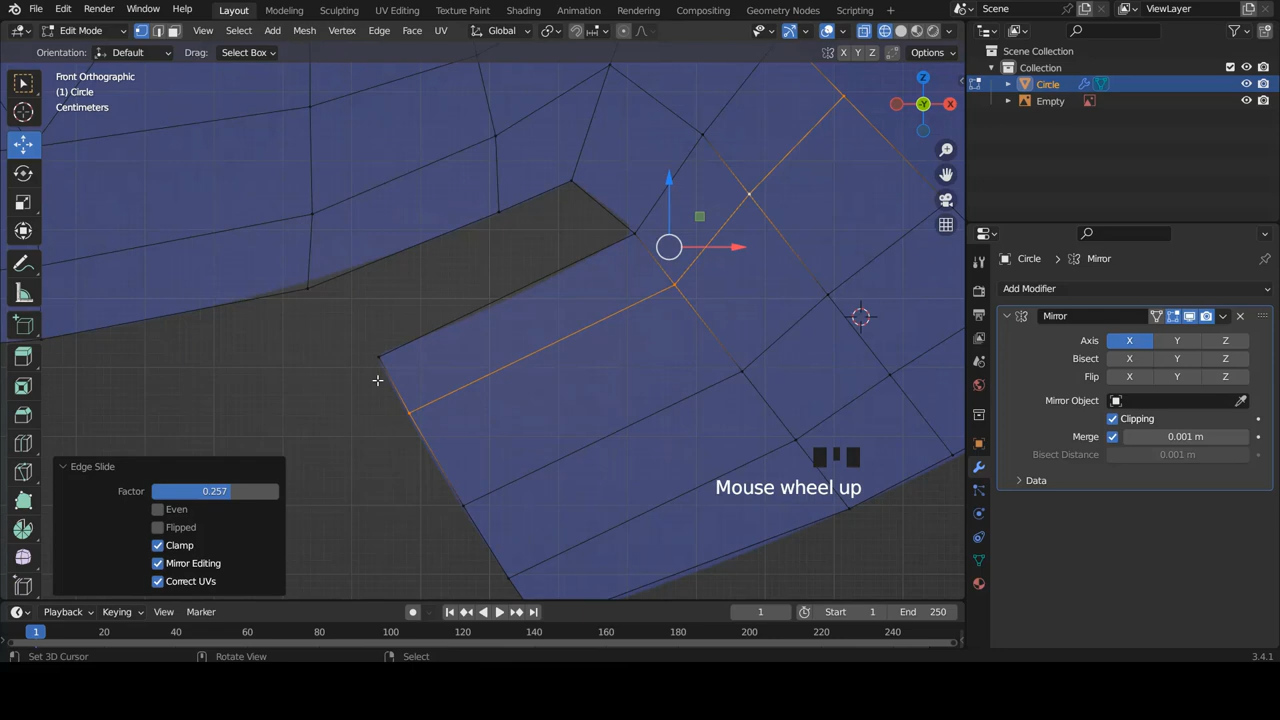 File Edit Render Window Help Layout Modeling Sculpting UV Editing Texture Paint Shading Animation Rendering Compositing Geometry Nodes Scripting Scene ViewLayer
Edit Mode View Select Add Mesh Vertex Edge Face UV Global
Orientation: Default Drag: Select Box X Y Z Options
Scene Collection
Collection
Circle
Empty
Front Orthographic
(1) Circle
Centimeters
Z
X
-Y
Circle Mirror
Add Modifier
Mirror
Axis X Y Z
Bisect X Y Z
Flip X Y Z
Mirror Object
Clipping
Merge 0.001 m
Bisect Distance 0.001 m
Data
Edge Slide
Factor 0.257
Even
Flipped
Clamp
Mirror Editing
Correct UVs
Mouse wheel up
Playback Keying View Marker 1 Start 1 End 250
1 20 40 60 80 100 120 140 160 180 200 220 240
Set 3D Cursor Rotate View Select 3.4.1